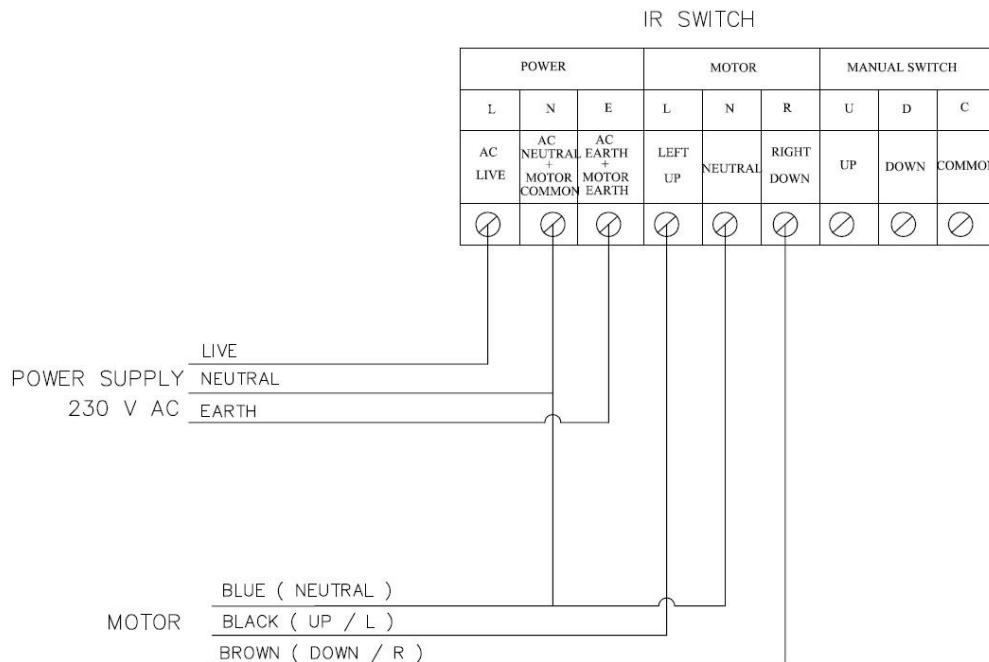 IR SWITCH
POWER MOTOR MANUAL SWITCH
L N E L N R U D C
AC LIVE
AC NEUTRAL + MOTOR COMMON
AC EARTH + MOTOR EARTH
LEFT UP
NEUTRAL
RIGHT DOWN
UP
DOWN
COMMON
POWER SUPPLY
230 V AC
LIVE
NEUTRAL
EARTH
MOTOR
BLUE ( NEUTRAL )
BLACK ( UP / L )
BROWN ( DOWN / R )